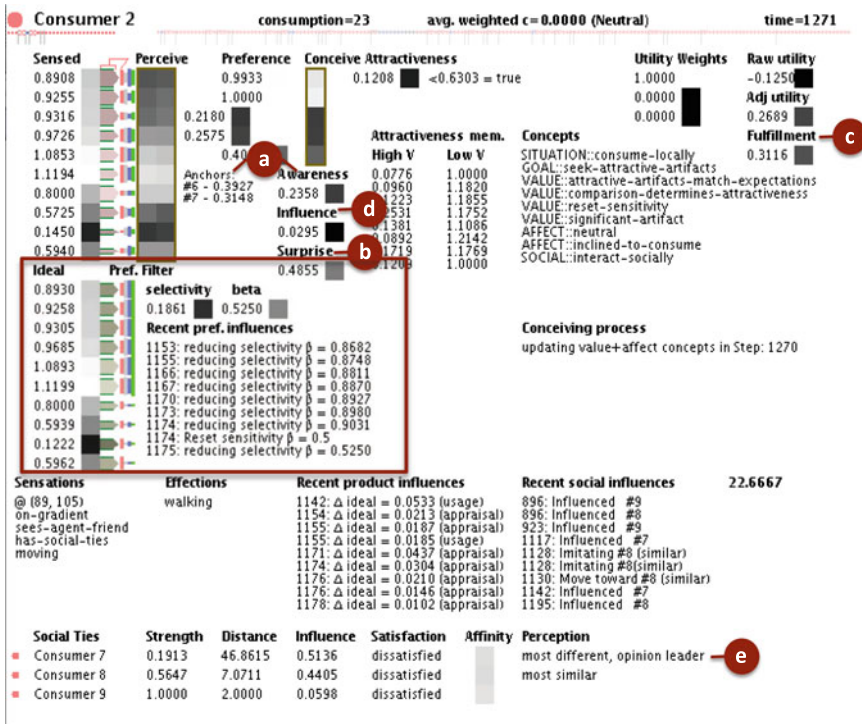 Consumer 2 consumption=23 avg. weighted c=0.0000 (Neutral) time=1271
Sensed Perceive Preference Conceive Attractiveness Utility Weights Raw utility
0.8908 0.9933 0.1208 <0.6303 = true 1.0000 -0.1250
0.9255 1.0000 0.0000 Adj utility
0.9316 0.2180 0.0000 0.2689
0.9726 0.2575 Attractiveness mem. Concepts Fulfillment c
1.0853 a High V Low V SITUATION::consume-locally 0.3116
1.1194 Anchors: Awareness 0.0776 1.0000 GOAL::seek-attractive-artifacts
0.8000 #6 - 0.3927 0.2358 0.0960 1.1820 VALUE::attractive-artifacts-match-expectations
#7 - 0.3148 1.1855 VALUE::comparison-determines-attractiveness
0.5725 Influence d 1.1752 VALUE::reset-sensitivity
0.1450 0.0295 1.1086 VALUE::significant-artifact
0.0892 1.2142 AFFECT::neutral
0.5940 Surprise b 1.1769 AFFECT::inclined-to-consume
1.0000 SOCIAL::interact-socially
Ideal Pref. Filter 0.4855
0.8930 selectivity beta
0.9258 0.1861 0.5250
0.9305 Recent pref. influences Conceiving process
0.9685 1153: reducing selectivity β = 0.8682 updating value+affect concepts in Step: 1270
1155: reducing selectivity β = 0.8748
1.0893 1166: reducing selectivity β = 0.8811
1.1199 1167: reducing selectivity β = 0.8870
1170: reducing selectivity β = 0.8927
0.8000 1173: reducing selectivity β = 0.8980
0.5939 1174: reducing selectivity β = 0.9031
0.1222 1174: Reset sensitivity β = 0.5
1175: reducing selectivity β = 0.5250
0.5962
Sensations Effections Recent product influences Recent social influences 22.6667
@ (89, 105) walking 1142: Δ ideal = 0.0533 (usage) 896: Influenced #9
on-gradient 1154: Δ ideal = 0.0213 (appraisal) 896: Influenced #8
sees-agent-friend 1155: Δ ideal = 0.0187 (appraisal) 923: Influenced #9
has-social-ties 1155: Δ ideal = 0.0185 (usage) 1117: Influenced #7
moving 1171: Δ ideal = 0.0437 (appraisal) 1128: Imitating #8 (similar)
1174: Δ ideal = 0.0304 (appraisal) 1128: Imitating #8(similar)
1176: Δ ideal = 0.0210 (appraisal) 1130: Move toward #8 (similar)
1176: Δ ideal = 0.0146 (appraisal) 1142: Influenced #7
1178: Δ ideal = 0.0102 (appraisal) 1195: Influenced #8
Social Ties Strength Distance Influence Satisfaction Affinity Perception
Consumer 7 0.1913 46.8615 0.5136 dissatisfied most different, opinion leader e
Consumer 8 0.5647 7.0711 0.4405 dissatisfied most similar
Consumer 9 1.0000 2.0000 0.0598 dissatisfied